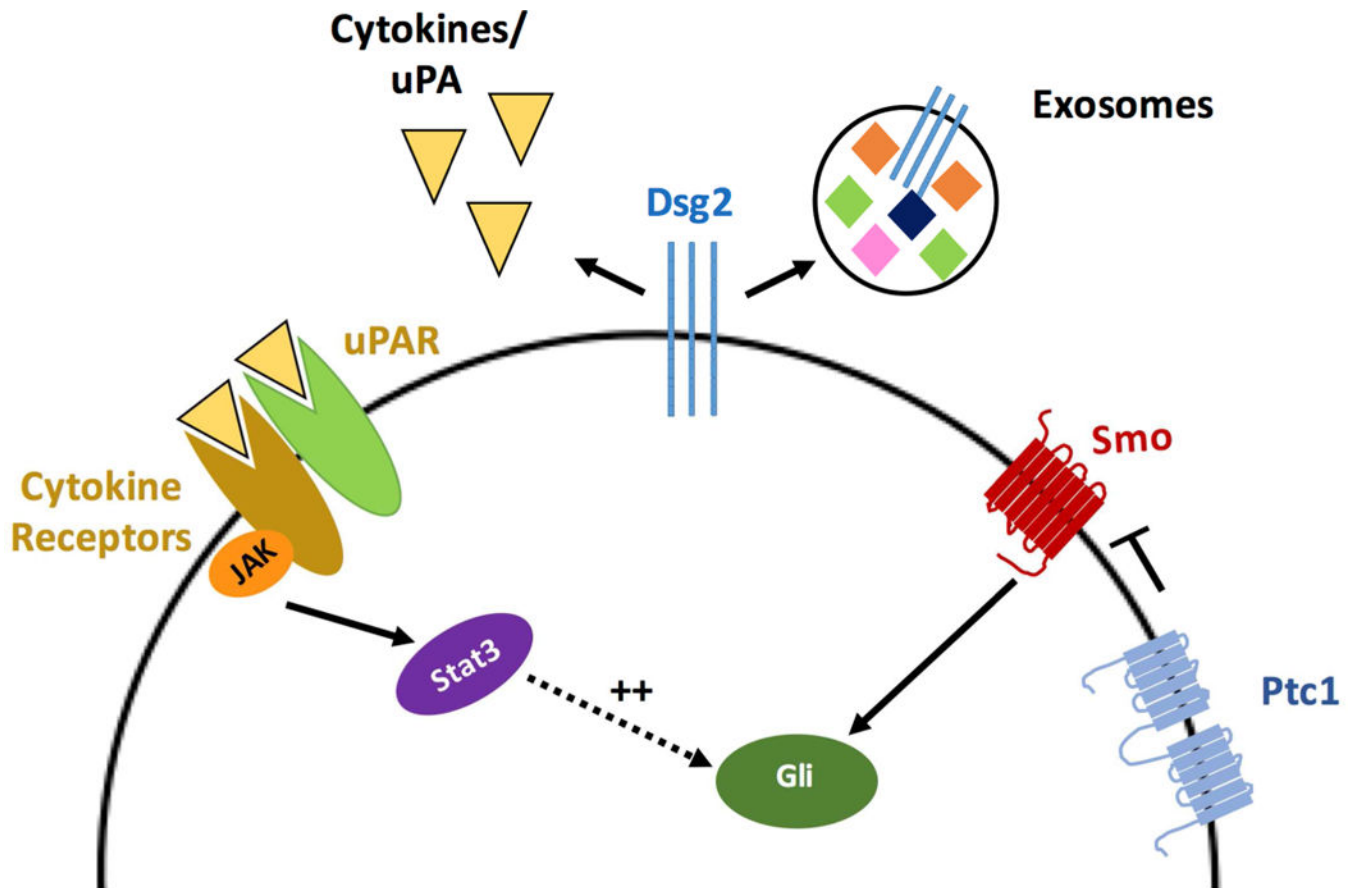 Cytokines/
uPA
Exosomes
Dsg2
uPAR
Smo
Cytokine
Receptors
JAK
Stat3
++
Ptc1
Gli